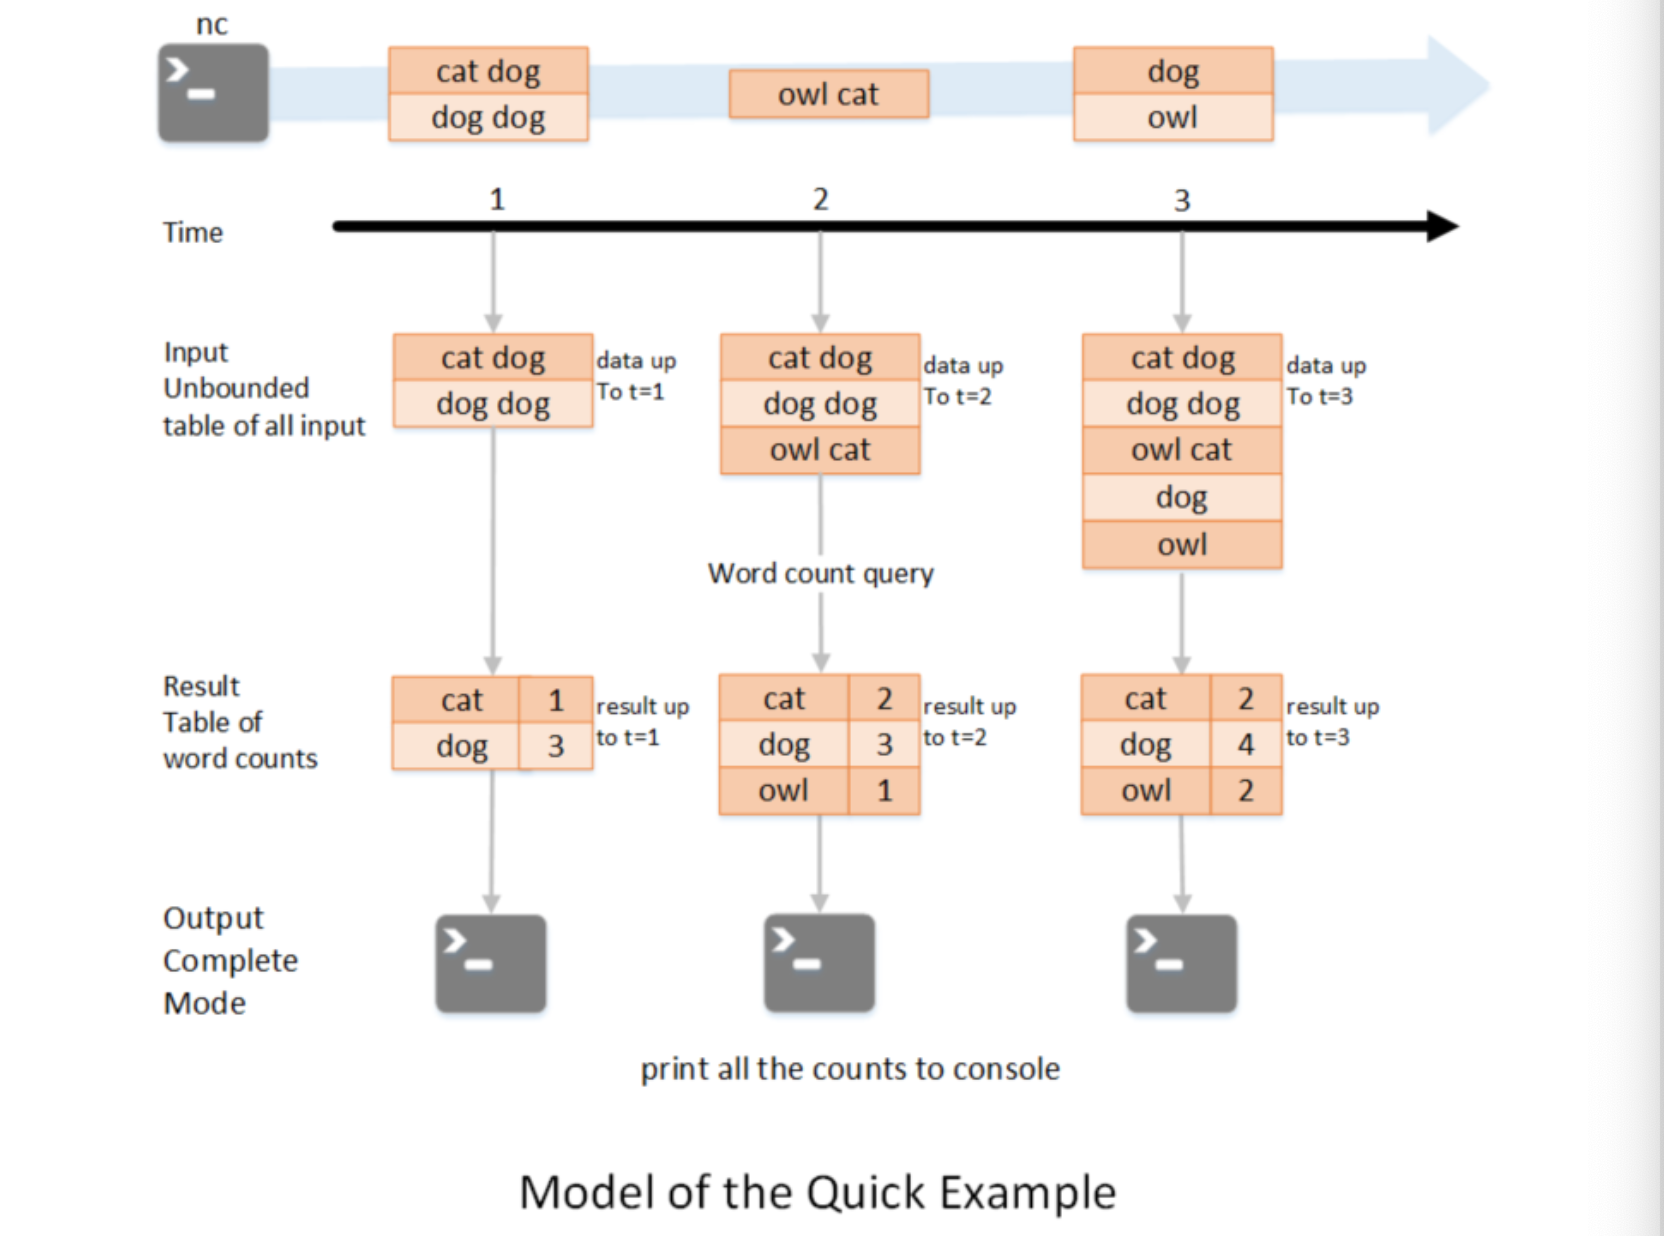 nc
cat dog
dog dog
owl cat
dog
owl
1
2
3
Time
Input
Unbounded
table of all input
cat dog
dog dog
data up
To t=1
cat dog
dog dog
owl cat
data up
To t=2
cat dog
dog dog
owl cat
dog
owl
data up
To t=3
Word count query
Result
Table of
word counts
cat 1
dog 3
result up
to t=1
cat 2
dog 3
owl 1
result up
to t=2
cat 2
dog 4
owl 2
result up
to t=3
Output
Complete
Mode
print all the counts to console
Model of the Quick Example